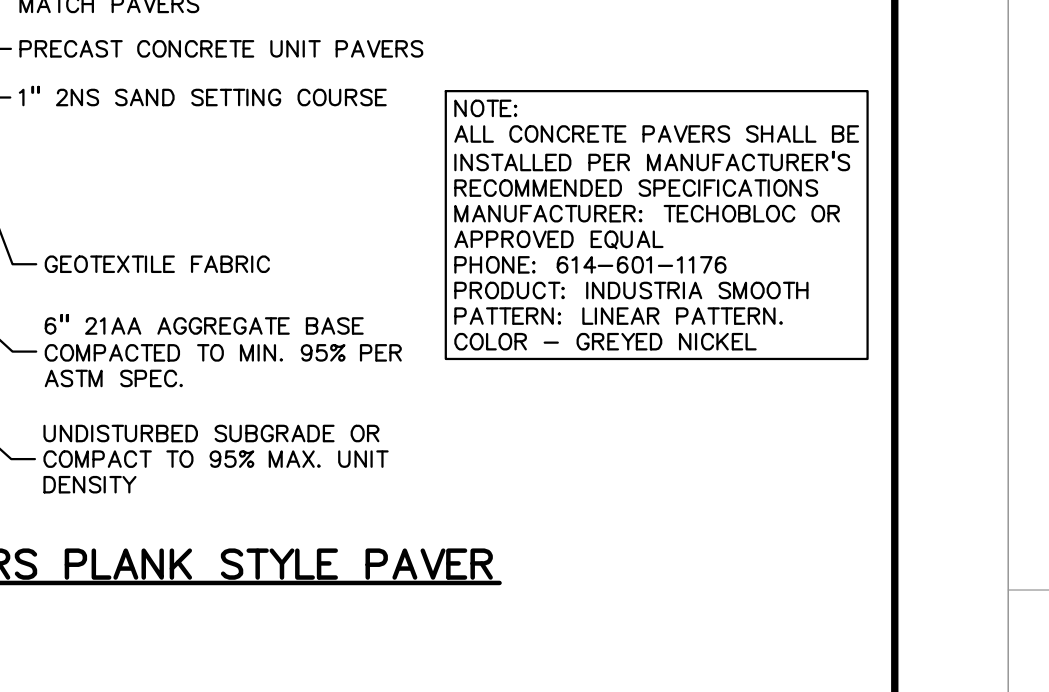 MATCH PAVERS
PRECAST CONCRETE UNIT PAVERS
1" 2NS SAND SETTING COURSE
NOTE:
ALL CONCRETE PAVERS SHALL BE
INSTALLED PER MANUFACTURER'S
RECOMMENDED SPECIFICATIONS
MANUFACTURER: TECHOBLOC OR
APPROVED EQUAL
PHONE: 614-601-1176
PRODUCT: INDUSTRIA SMOOTH
PATTERN: LINEAR PATTERN.
COLOR - GREYED NICKEL
GEOTEXTILE FABRIC
6" 21AA AGGREGATE BASE
COMPACTED TO MIN. 95% PER
ASTM SPEC.
UNDISTURBED SUBGRADE OR
COMPACT TO 95% MAX. UNIT
DENSITY
RS PLANK STYLE PAVER